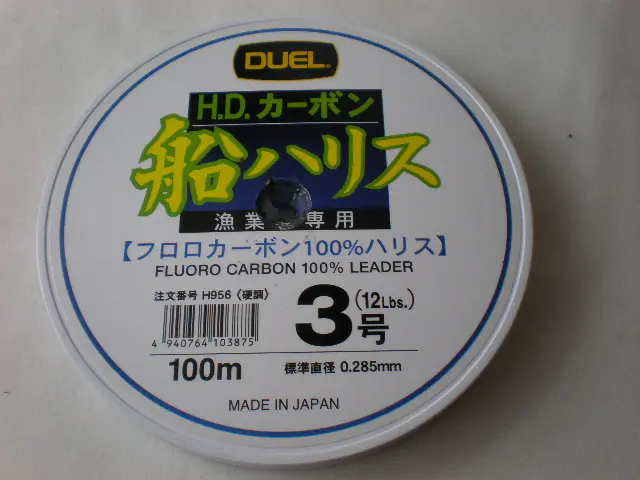 DUEL®
H.D.カーボン
船ハリス
漁業 専用
【フロロカーボン100%ハリス】
FLUORO CARBON 100% LEADER
注文番号 H956〈硬調〉
3号
(12Lbs.)
4 940764 103875
100m
標準直径 0.285mm
MADE IN JAPAN